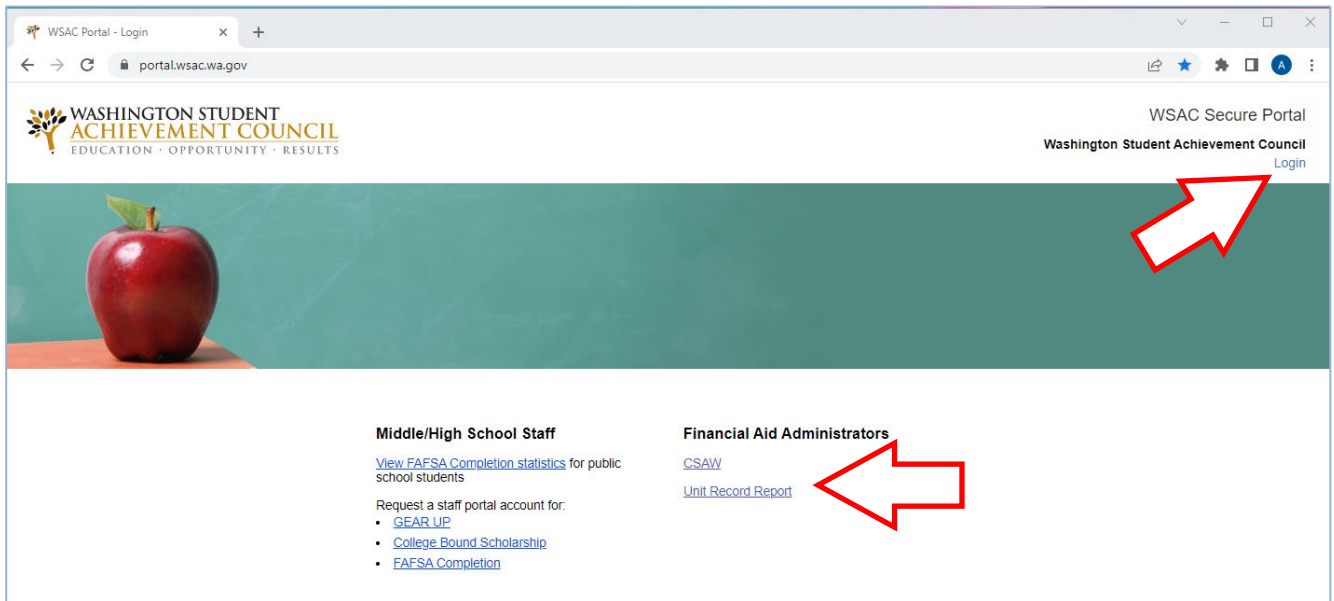 WSAC Portal - Login
portal.wsac.wa.gov
A
WASHINGTON STUDENT
ACHIEVEMENT COUNCIL
EDUCATION · OPPORTUNITY · RESULTS
WSAC Secure Portal
Washington Student Achievement Council
Login
Middle/High School Staff
View FAFSA Completion statistics for public
school students
Request a staff portal account for:
• GEAR UP
• College Bound Scholarship
• FAFSA Completion
Financial Aid Administrators
CSAW
Unit Record Report